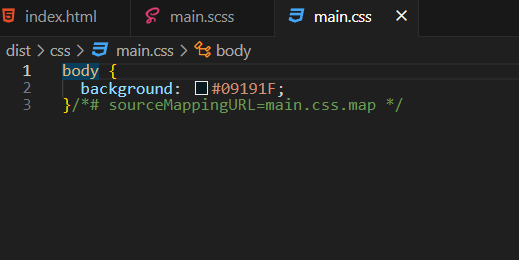 index.html main.scss main.css
dist > css > main.css > body
1 body {
2 background: #09191F;
3 }/*# sourceMappingURL=main.css.map */